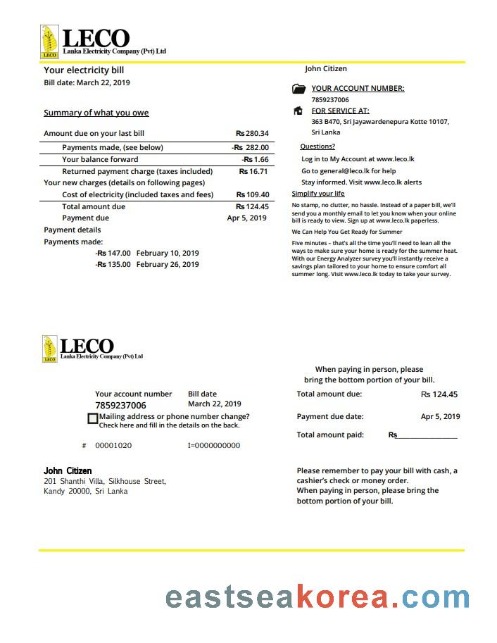 LECO
Lanka Electricity Company (Pvt) Ltd
LECO
Your electricity bill
Bill date: March 22, 2019
Summary of what you owe
Amount due on your last bill Rs 280.34
Payments made, (see below) -Rs 282.00
Your balance forward -Rs 1.66
Returned payment charge (taxes included) Rs 16.71
Your new charges (details on following pages)
Cost of electricity (included taxes and fees) Rs 109.40
Total amount due Rs 124.45
Payment due Apr 5, 2019
Payment details
Payments made:
-Rs 147.00 February 10, 2019
-Rs 135.00 February 26, 2019
John Citizen
YOUR ACCOUNT NUMBER:
7859237006
FOR SERVICE AT:
363 B470, Sri Jayawardenepura Kotte 10107,
Sri Lanka
Questions?
Log in to My Account at www.leco.lk
Go to general@leco.lk for help
Stay informed. Visit www.leco.lk alerts
Simplify your life
No stamp, no clutter, no hassle. Instead of a paper bill, we'll
send you a monthly email to let you know when your online
bill is ready to view. Sign up at www.leco.lk paperless.
We Can Help You Get Ready for Summer
Five minutes – that's all the time you'll need to lean all the
ways to make sure your home is ready for the summer heat.
With our Energy Analyzer survey you'll instantly receive a
savings plan tailored to your home to ensure comfort all
summer long. Visit www.leco.lk today to take your survey.
LECO
Lanka Electricity Company (Pvt) Ltd
LECO
Your account number Bill date
7859237006 March 22, 2019
Mailing address or phone number change?
Check here and fill in the details on the back.
# 00001020 I=0000000000
John Citizen
201 Shanthi Villa, Silkhouse Street,
Kandy 20000, Sri Lanka
When paying in person, please
bring the bottom portion of your bill.
Total amount due: Rs 124.45
Payment due date: Apr 5, 2019
Total amount paid: Rs
Please remember to pay your bill with cash, a
cashier's check or money order.
When paying in person, please bring the
bottom portion of your bill.
eastseakorea.com